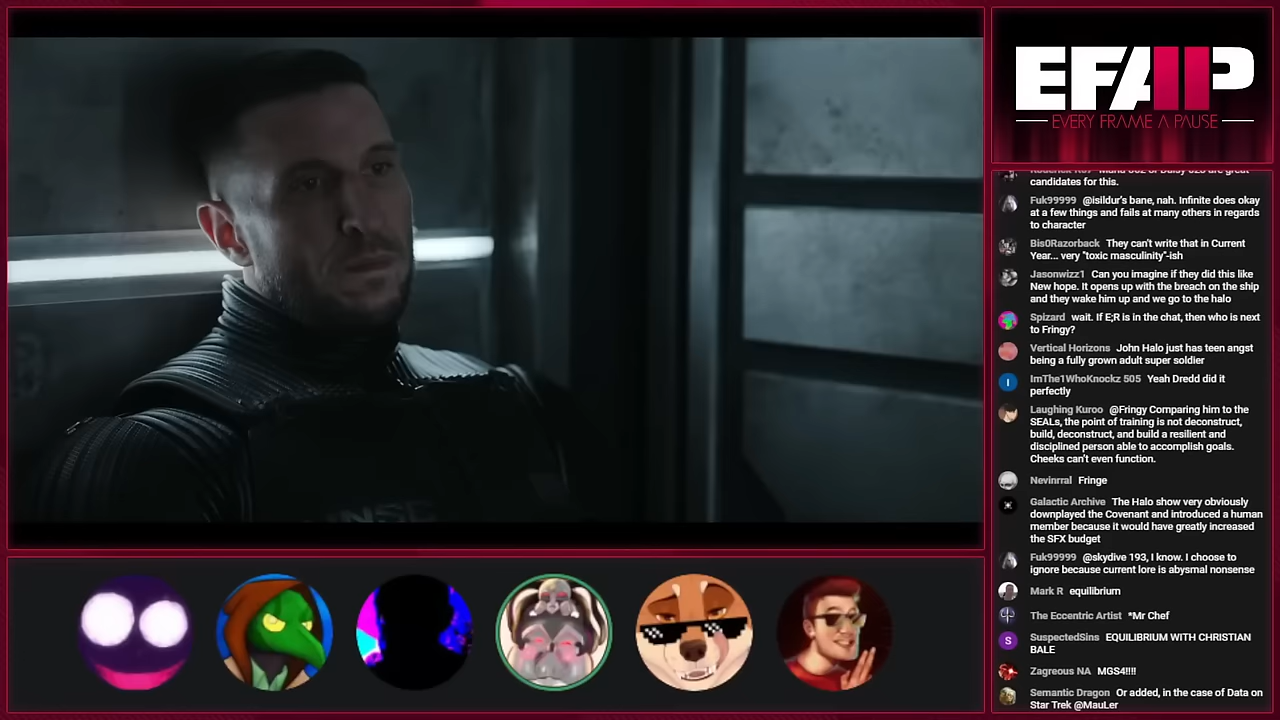 EFAP
EVERY FRAME A PAUSE
candidates for this.
Fuk99999 @isildur's bane, nah. Infinite does okay
at a few things and fails at many others in regards
to character
Bis0Razorback They can't write that in Current
Year... very "toxic masculinity"-ish
Jasonwizz1 Can you imagine if they did this like
New hope. It opens up with the breach on the ship
and they wake him up and we go to the halo
Spizard wait. If E;R is in the chat, then who is next
to Fringy?
Vertical Horizons John Halo just has teen angst
being a fully grown adult super soldier
ImThe1WhoKnockz 505 Yeah Dredd did it
perfectly
Laughing Kuroo @Fringy Comparing him to the
SEALs, the point of training is not deconstruct,
build, deconstruct, and build a resilient and
disciplined person able to accomplish goals.
Cheeks can't even function.
Nevinrral Fringe
Galactic Archive The Halo show very obviously
downplayed the Covenant and introduced a human
member because it would have greatly increased
the SFX budget
Fuk99999 @skydive 193, I know. I choose to
ignore because current lore is abysmal nonsense
Mark R equilibrium
The Eccentric Artist *Mr Chef
S SuspectedSins EQUILIBRIUM WITH CHRISTIAN
BALE
Zagreous NA MGS4!!!!
Semantic Dragon Or added, in the case of Data on
Star Trek @MauLer